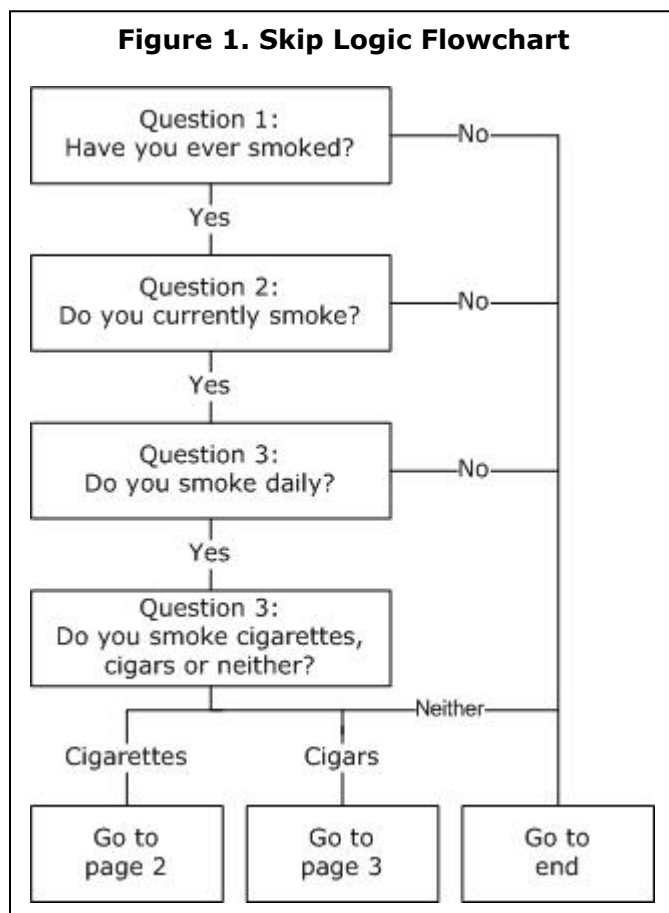 Figure 1. Skip Logic Flowchart
Question 1:
Have you ever smoked?
No
Yes
Question 2:
Do you currently smoke?
No
Yes
Question 3:
Do you smoke daily?
No
Yes
Question 3:
Do you smoke cigarettes,
cigars or neither?
Neither
Cigarettes
Cigars
Go to
page 2
Go to
page 3
Go to
end